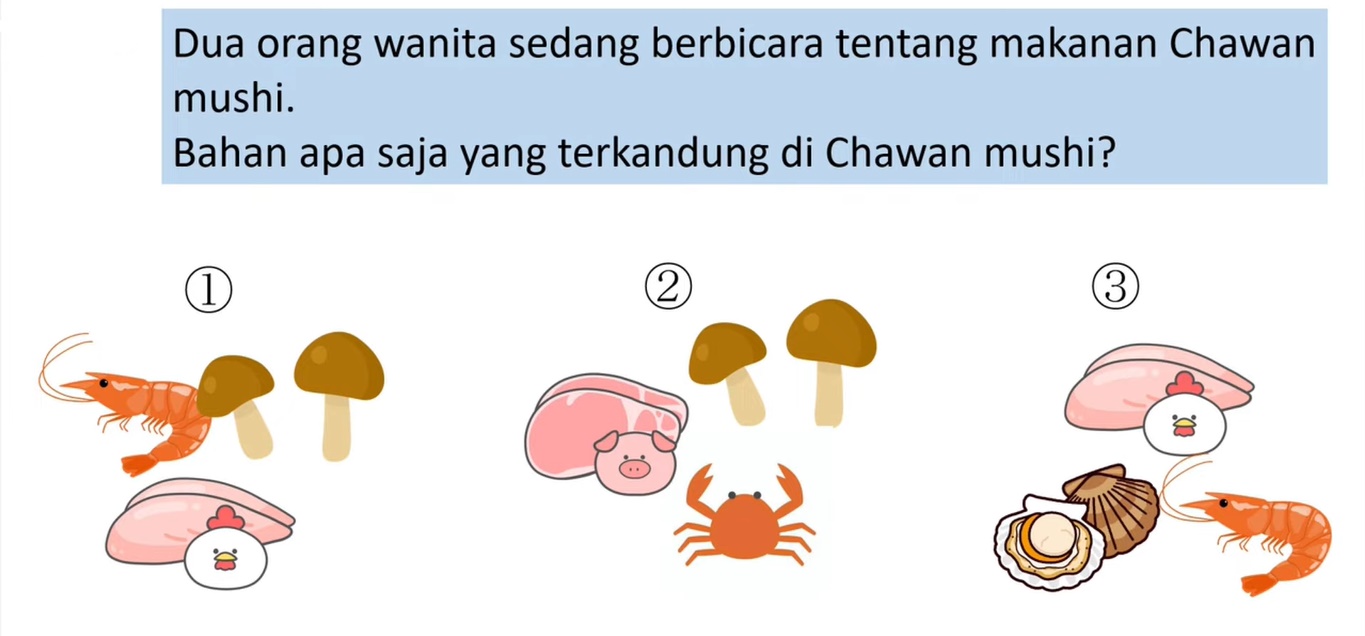 Dua orang wanita sedang berbicara tentang makanan Chawan
mushi.
Bahan apa saja yang terkandung di Chawan mushi?
① ② ③